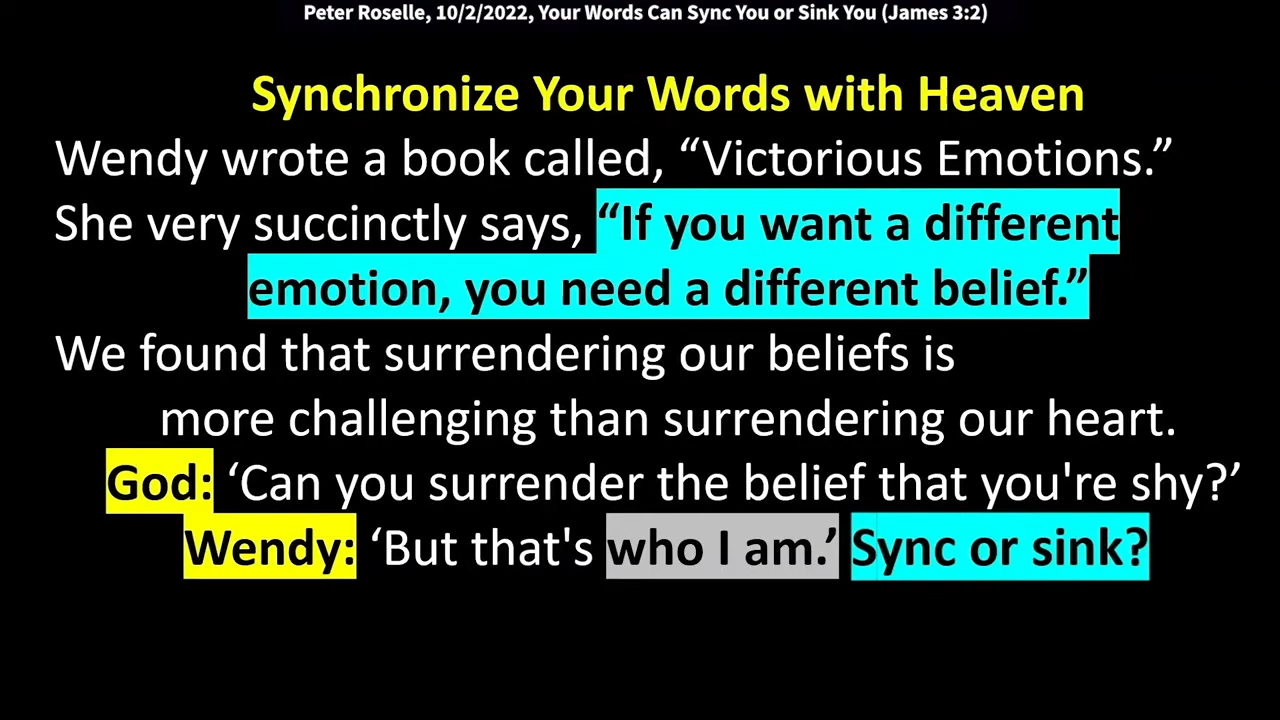 Peter Roselle, 10/2/2022, Your Words Can Sync You or Sink You (James 3:2)
Synchronize Your Words with Heaven
Wendy wrote a book called, “Victorious Emotions.”
She very succinctly says, “If you want a different
emotion, you need a different belief.”
We found that surrendering our beliefs is
more challenging than surrendering our heart.
God: ‘Can you surrender the belief that you're shy?’
Wendy: ‘But that's who I am.’ Sync or sink?